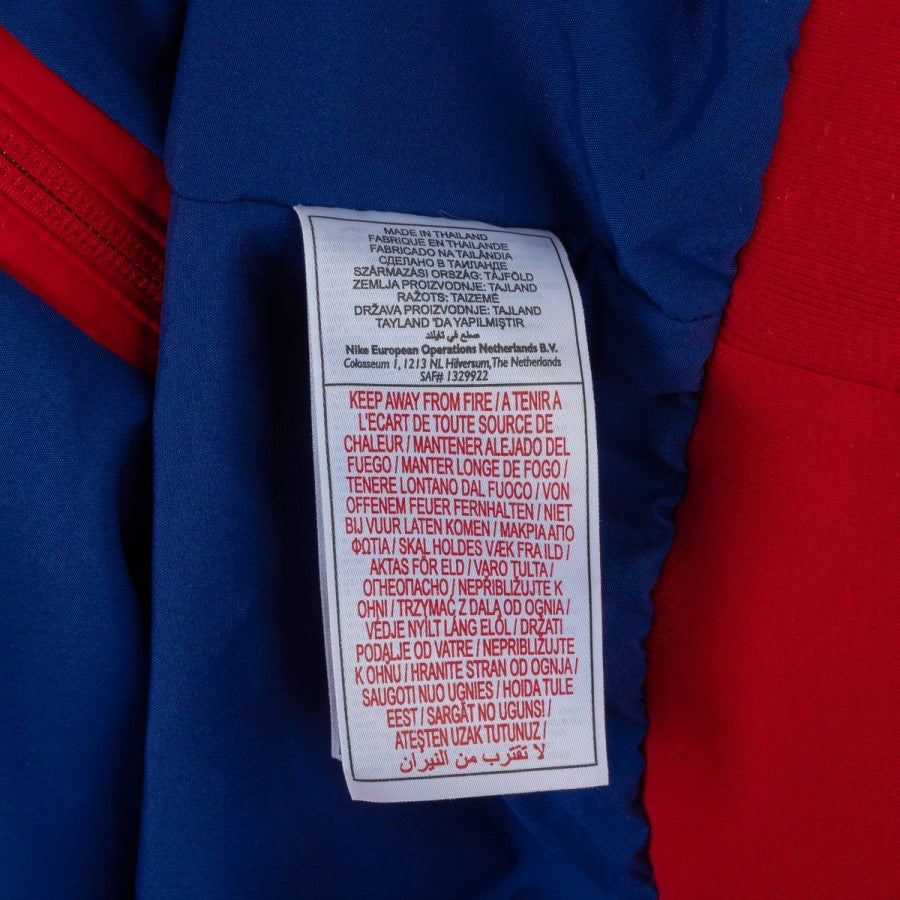 MADE IN THAILAND
FABRIQUE EN THAILANDE
FABRICADO NA TAILÂNDIA
СДЕЛАНО В ТАИЛАНДЕ
SZÁRMAZÁSI ORSZÁG: TÁJFÖLD
ZEMLJA PROIZVODNJE: TAJLAND
RAŽOTS: TAIZEMĒ
DRŽAVA PROIZVODNJE: TAJLAND
TAYLAND 'DA YAPILMIŞTIR
صنع في تايلند
Nike European Operations Netherlands B.V.
Colosseum 1, 1213 NL Hilversum, The Netherlands
SAF# 1329922
KEEP AWAY FROM FIRE / A TENIR A
L'ECART DE TOUTE SOURCE DE
CHALEUR / MANTENER ALEJADO DEL
FUEGO / MANTER LONGE DE FOGO /
TENERE LONTANO DAL FUOCO / VON
OFFENEM FEUER FERNHALTEN / NIET
BIJ VUUR LATEN KOMEN / ΜΑΚΡΙΑ ΑΠΟ
ΦΩΤΙΑ / SKAL HOLDES VÆK FRA ILD /
AKTAS FÖR ELD / VARO TULTA /
ОГНЕОПАСНО / NEPŘIBLIŽUJTE K
OHNI / TRZYMAĆ Z DALA OD OGNIA /
VÉDJE NYÍLT LÁNG ELŐL / DRŽATI
PODALJE OD VATRE / NEPRIBLIŽUJTE
K OHŇU / HRANITE STRAN OD OGNJA /
SAUGOTI NUO UGNIES / HOIDA TULE
EEST / SARGĀT NO UGUNS! /
ATEŞTEN UZAK TUTUNUZ /
لا تقترب من النيران